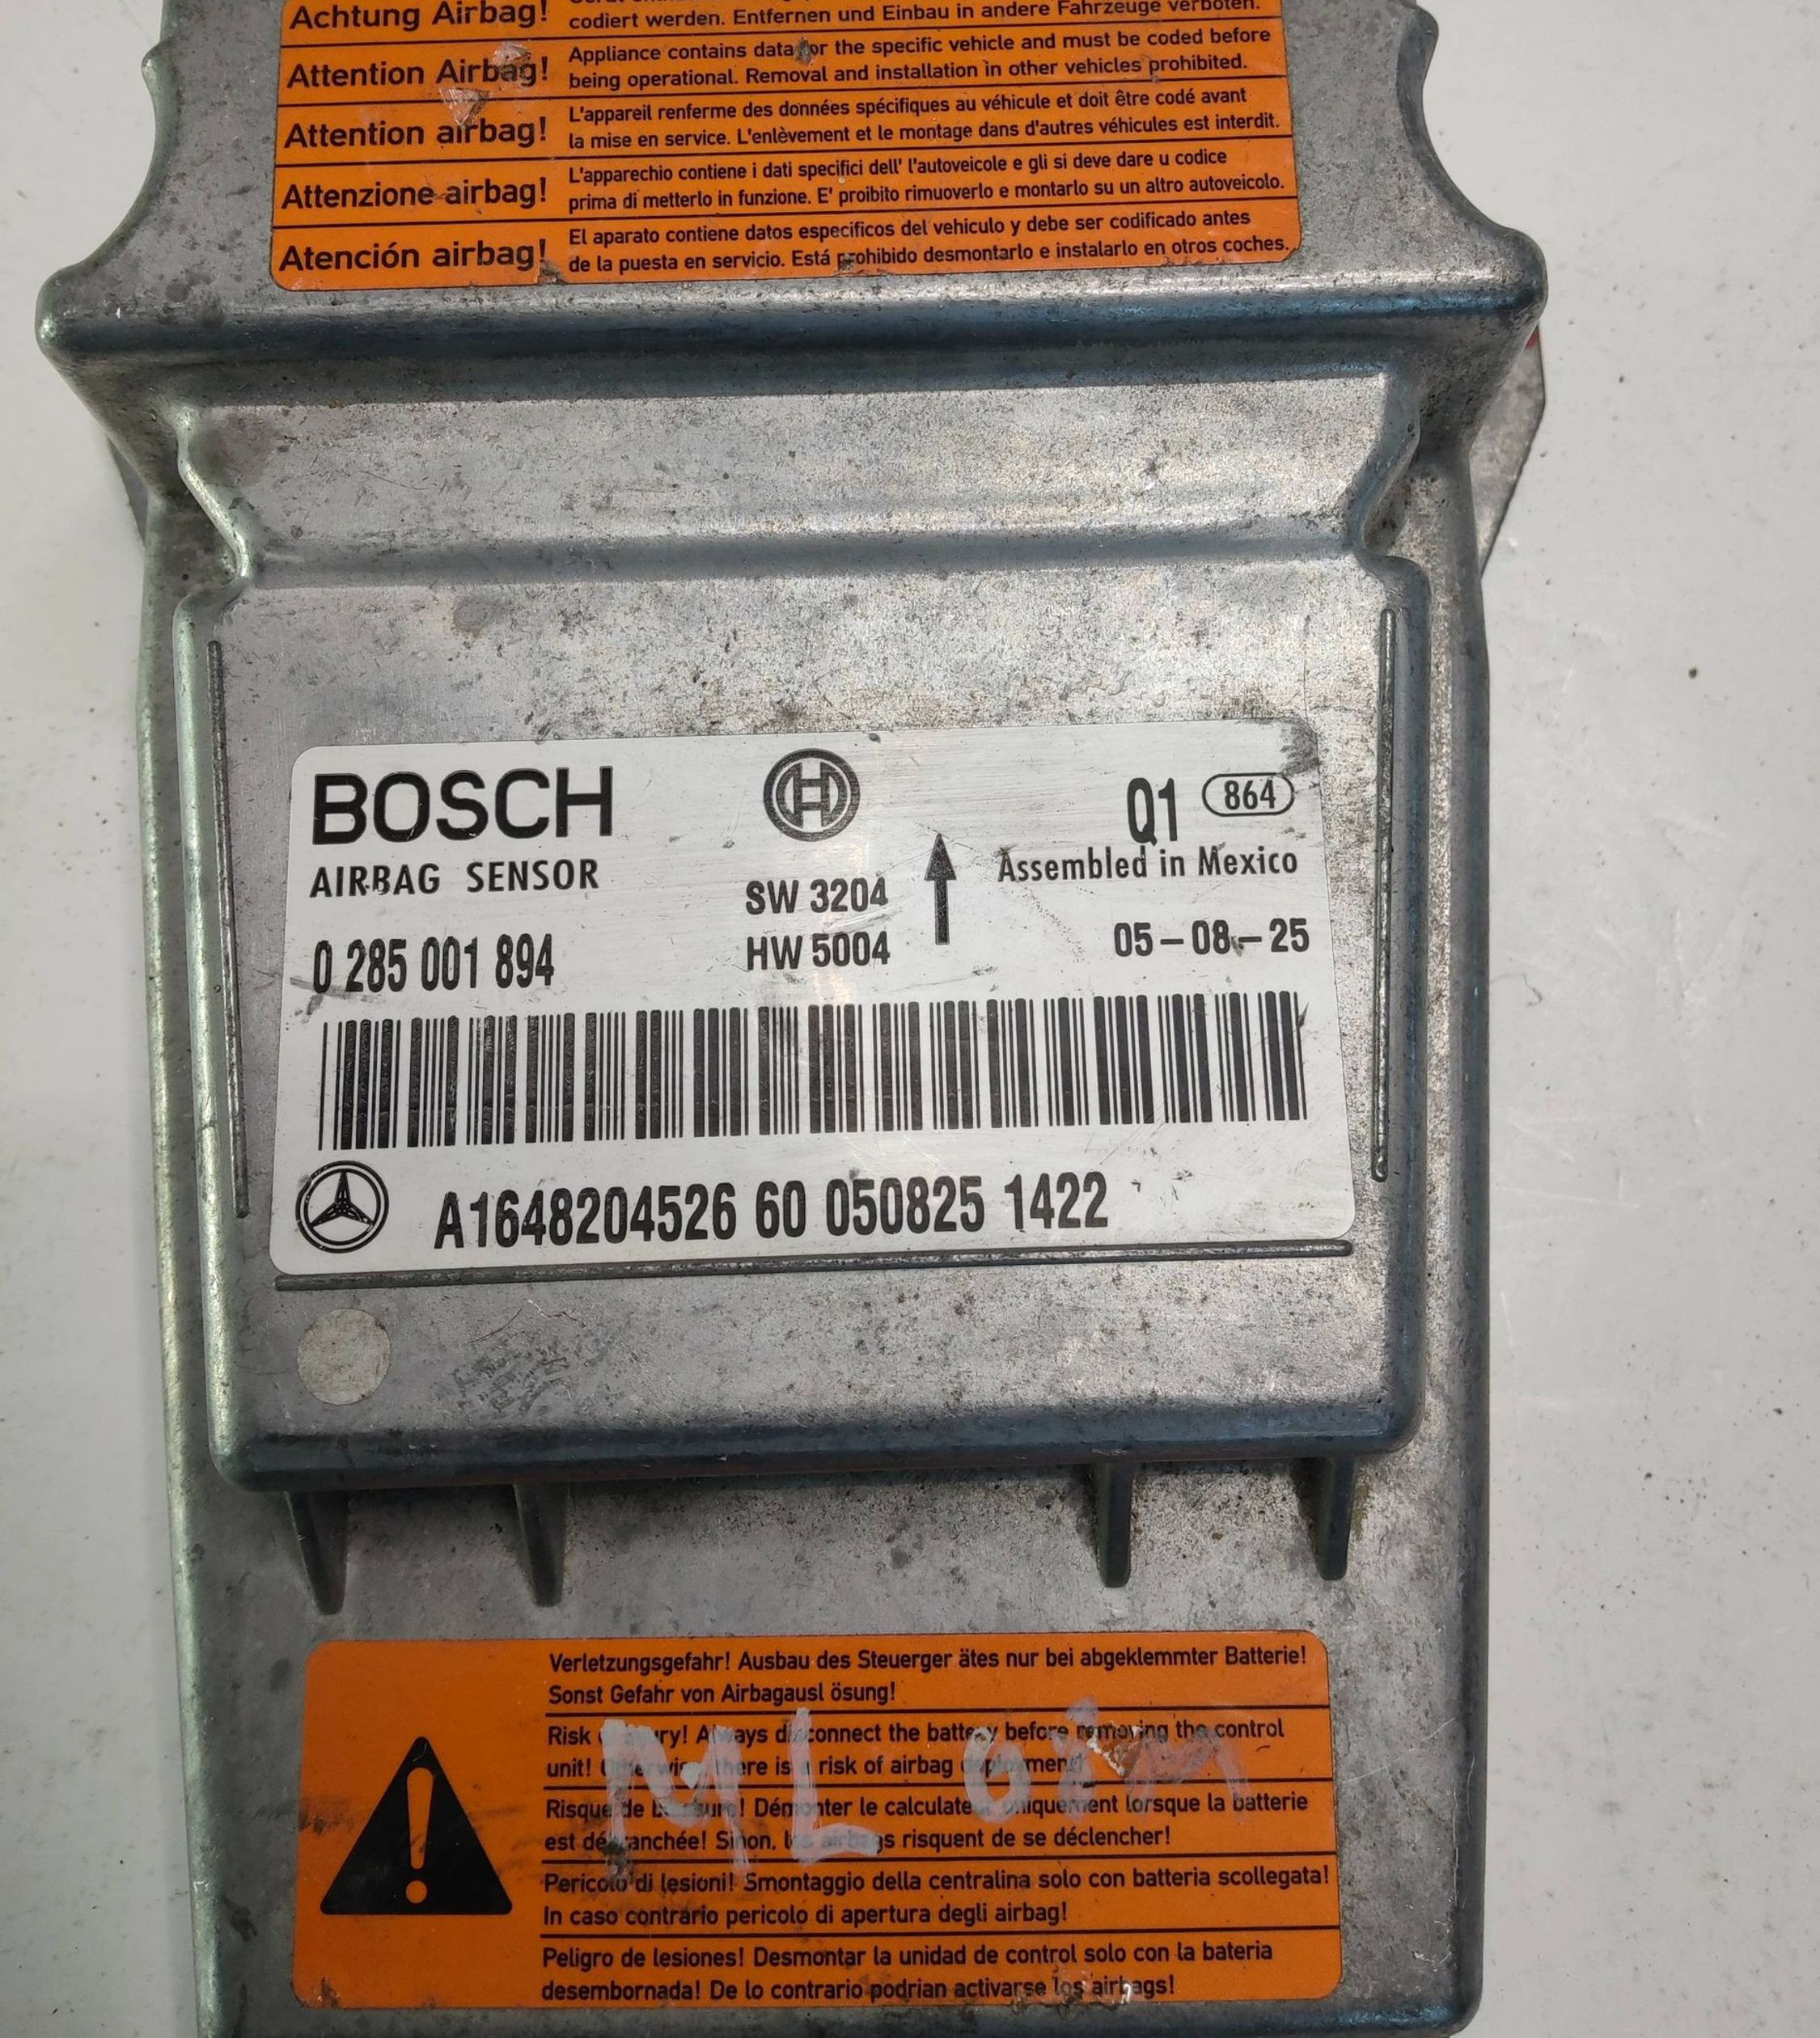 Achtung Airbag!
codiert werden. Entfernen und Einbau in andere Fahrzeuge verboten.
Attention Airbag!
Appliance contains data for the specific vehicle and must be coded before
being operational. Removal and installation in other vehicles prohibited.
Attention airbag!
L'appareil renferme des données spécifiques au véhicule et doit être codé avant
la mise en service. L'enlèvement et le montage dans d'autres véhicules est interdit.
Attenzione airbag!
L'apparechio contiene i dati specifici dell' l'autoveicole e gli si deve dare u codice
prima di metterlo in funzione. E' proibito rimuoverlo e montarlo su un altro autoveicolo.
Atención airbag!
El aparato contiene datos especificos del vehiculo y debe ser codificado antes
de la puesta en servicio. Está prohibido desmontarlo e instalarlo en otros coches.
BOSCH
Q1 864
AIRBAG SENSOR
SW 3204
Assembled in Mexico
0 285 001 894
HW 5004
05-08-25
A1648204526 60 050825 1422
Verletzungsgefahr! Ausbau des Steuerger ätes nur bei abgeklemmter Batterie!
Sonst Gefahr von Airbagausl ösung!
Risk injury! Always disconnect the battery before removing the control
unit! Otherwise there is a risk of airbag deployment!
Risque de blessure! Démonter le calculateur uniquement lorsque la batterie
est débranchée! Sinon, les airbags risquent de se déclencher!
Pericolo di lesioni! Smontaggio della centralina solo con batteria scollegata!
In caso contrario pericolo di apertura degli airbag!
Peligro de lesiones! Desmontar la unidad de control solo con la bateria
desembornada! De lo contrario podrian activarse los airbags!
ML